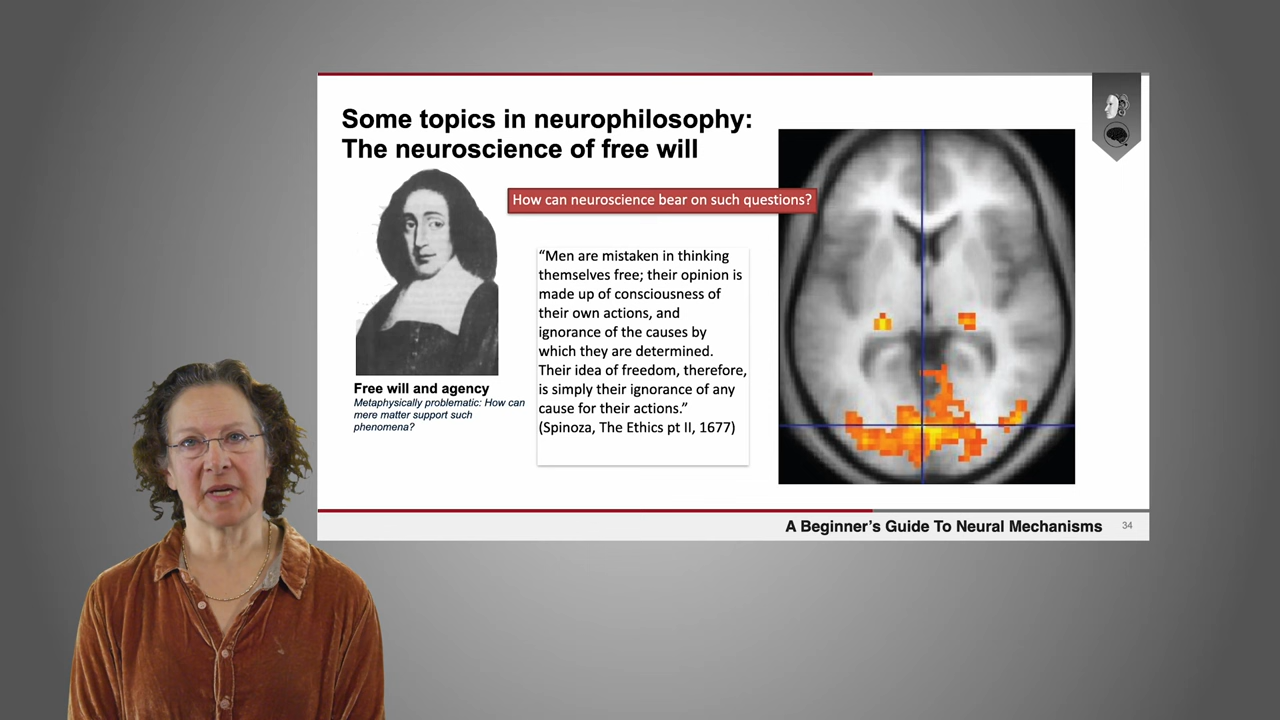 Some topics in neurophilosophy:
The neuroscience of free will
How can neuroscience bear on such questions?
“Men are mistaken in thinking
themselves free; their opinion is
made up of consciousness of
their own actions, and
ignorance of the causes by
which they are determined.
Their idea of freedom, therefore,
is simply their ignorance of any
cause for their actions.”
(Spinoza, The Ethics pt II, 1677)
Free will and agency
Metaphysically problematic: How can
mere matter support such
phenomena?
A Beginner’s Guide To Neural Mechanisms 34